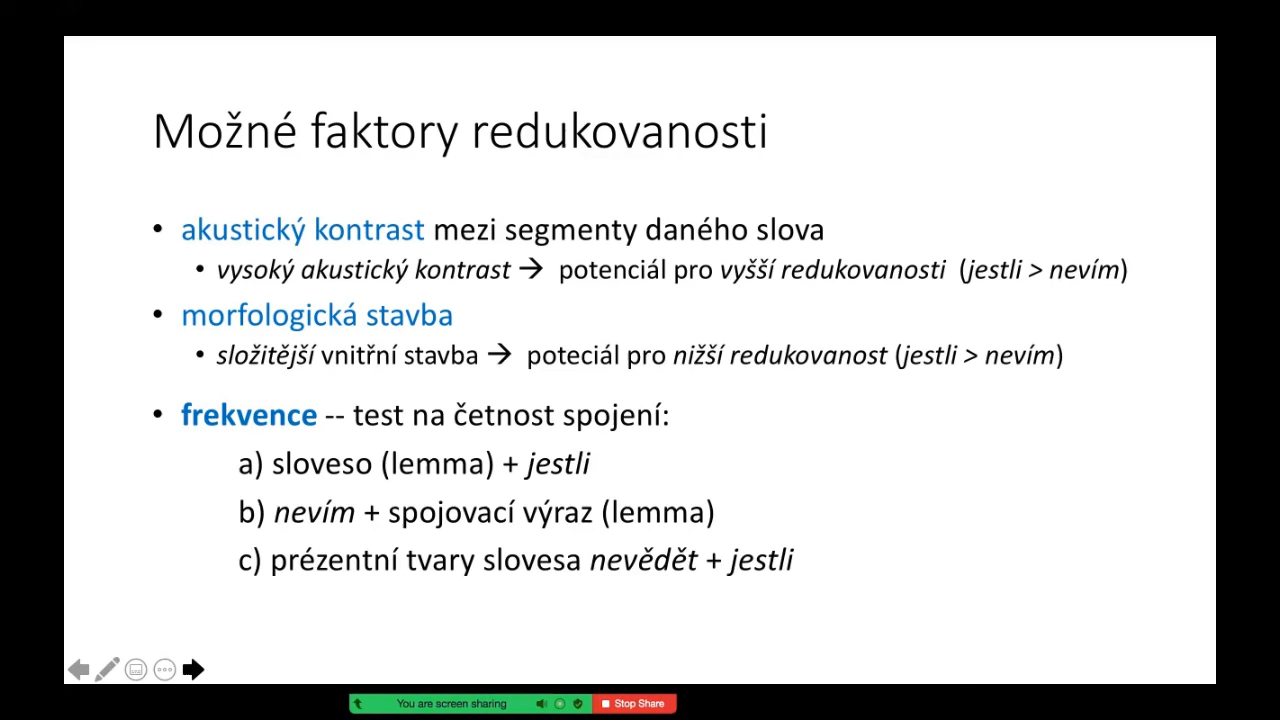 Možné faktory redukovanosti
• akustický kontrast mezi segmenty daného slova
• vysoký akustický kontrast → potenciál pro vyšší redukovanosti (jestli > nevím)
• morfologická stavba
• složitější vnitřní stavba → poteciál pro nižší redukovanost (jestli > nevím)
• frekvence -- test na četnost spojení:
a) sloveso (lemma) + jestli
b) nevím + spojovací výraz (lemma)
c) prézentní tvary slovesa nevědět + jestli
You are screen sharing
Stop Share